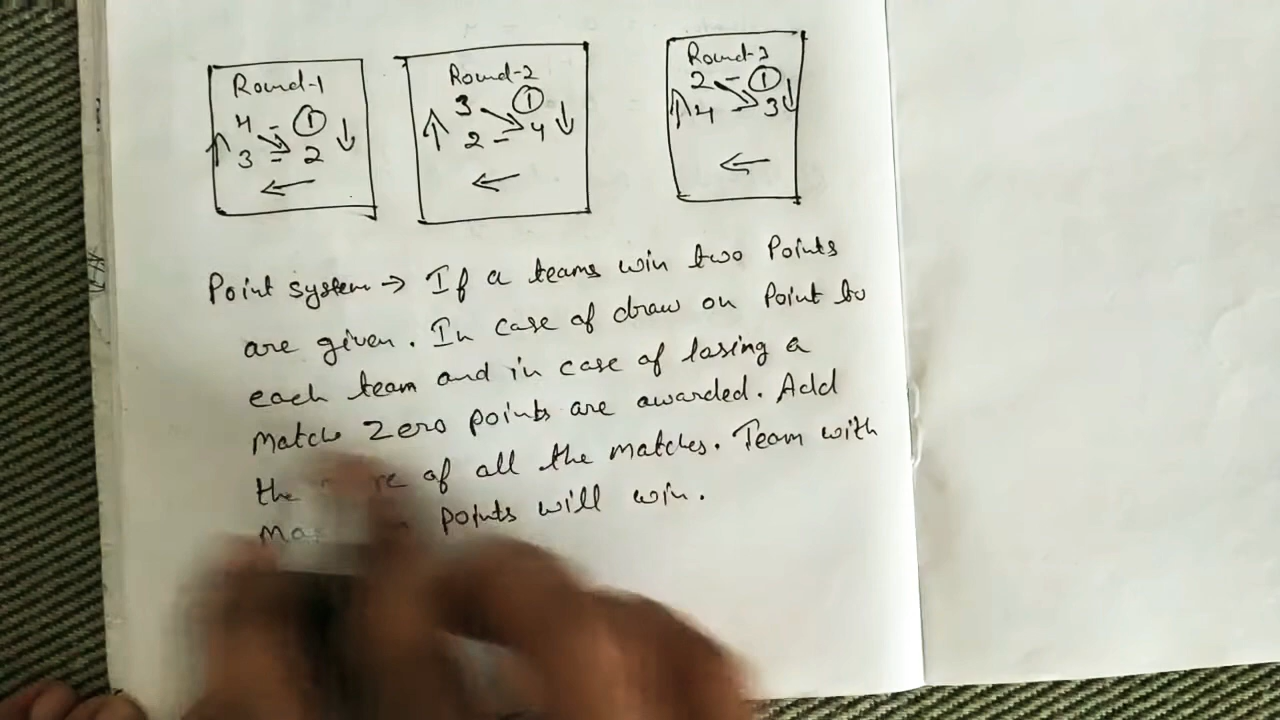 Round-1
4 - 1
3 = 2
Round-2
3 1
2 - 4
Round-3
2 - 1
4 3
Point system → If a teams win two Points
are given. In case of draw on Point to
each team and in case of losing a
match Zero points are awarded. Add
the of all the matches. Team with
points will win.